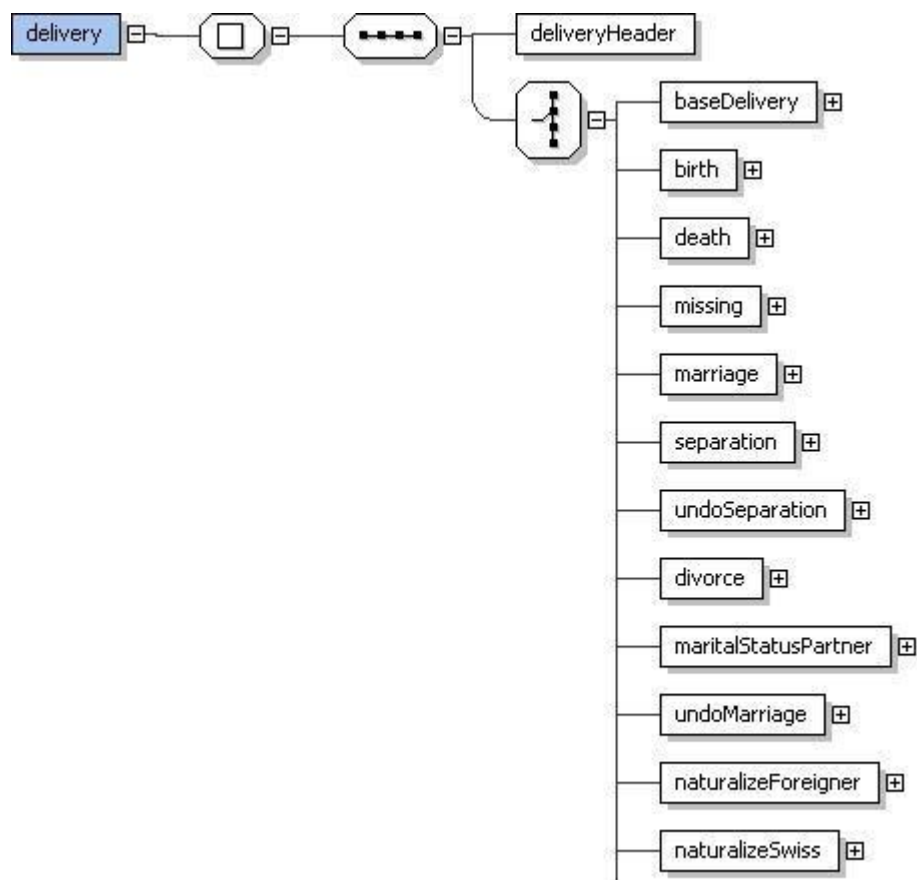 delivery
deliveryHeader
baseDelivery
birth
death
missing
marriage
separation
undoSeparation
divorce
maritalStatusPartner
undoMarriage
naturalizeForeigner
naturalizeSwiss